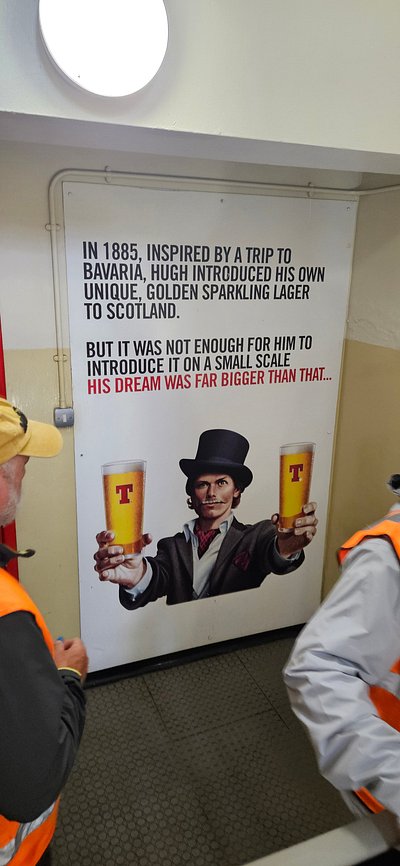 IN 1885, INSPIRED BY A TRIP TO
BAVARIA, HUGH INTRODUCED HIS OWN
UNIQUE, GOLDEN SPARKLING LAGER
TO SCOTLAND.
BUT IT WAS NOT ENOUGH FOR HIM TO
INTRODUCE IT ON A SMALL SCALE
HIS DREAM WAS FAR BIGGER THAN THAT...
T
T